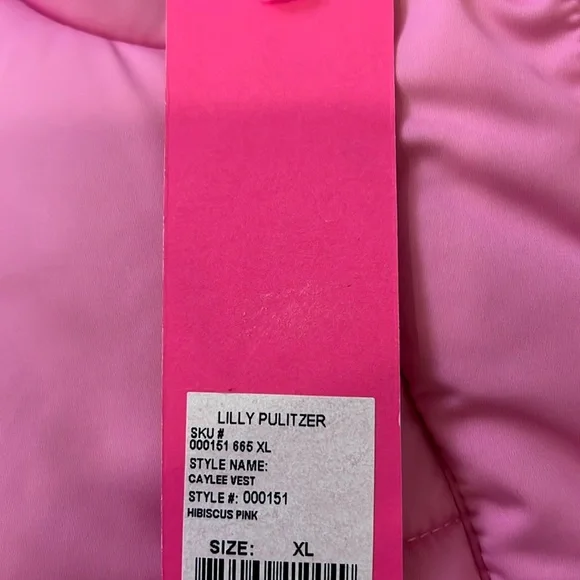 LILLY PULITZER
SKU #
000151 665 XL
STYLE NAME:
CAYLEE VEST
STYLE #: 000151
HIBISCUS PINK
SIZE: XL